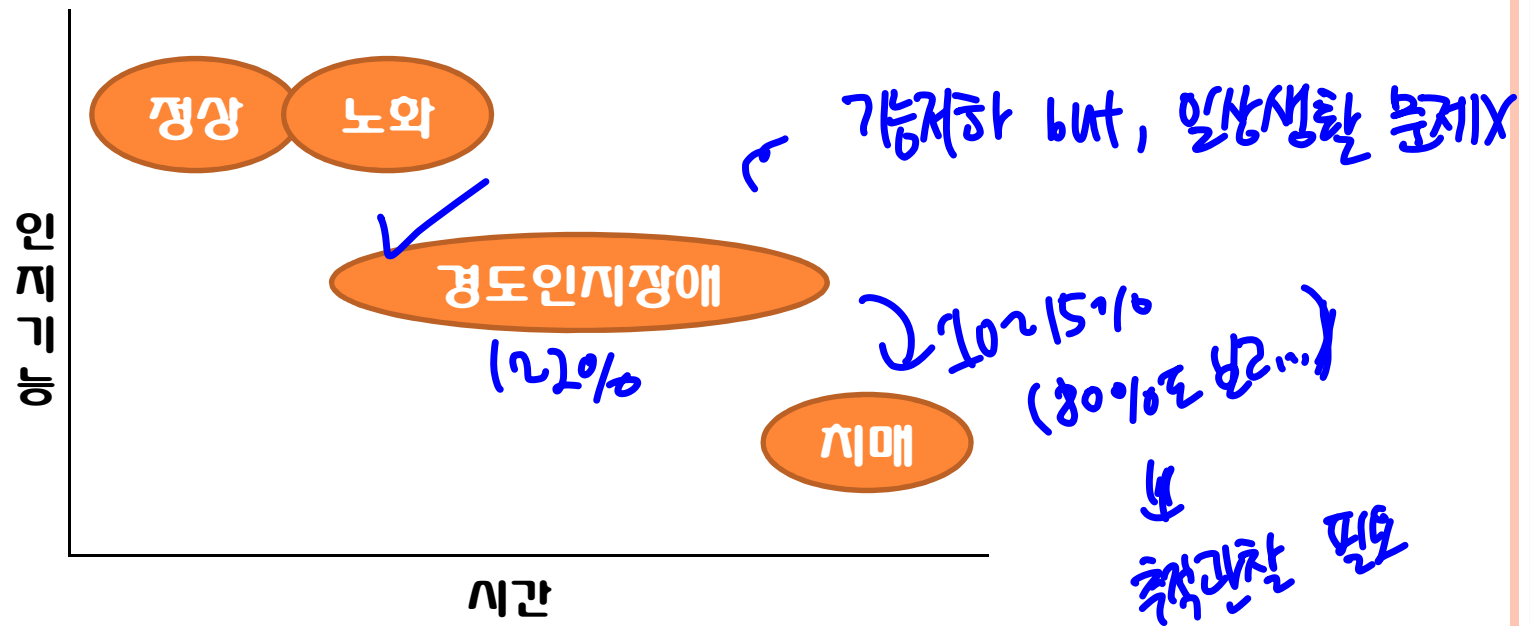 정상
노화
기능저하 but, 일상생활 문제X
인지기능
경도인지장애
1~2%
10~15%
(80%도 보고...)
치매
추적관찰 필요
시간